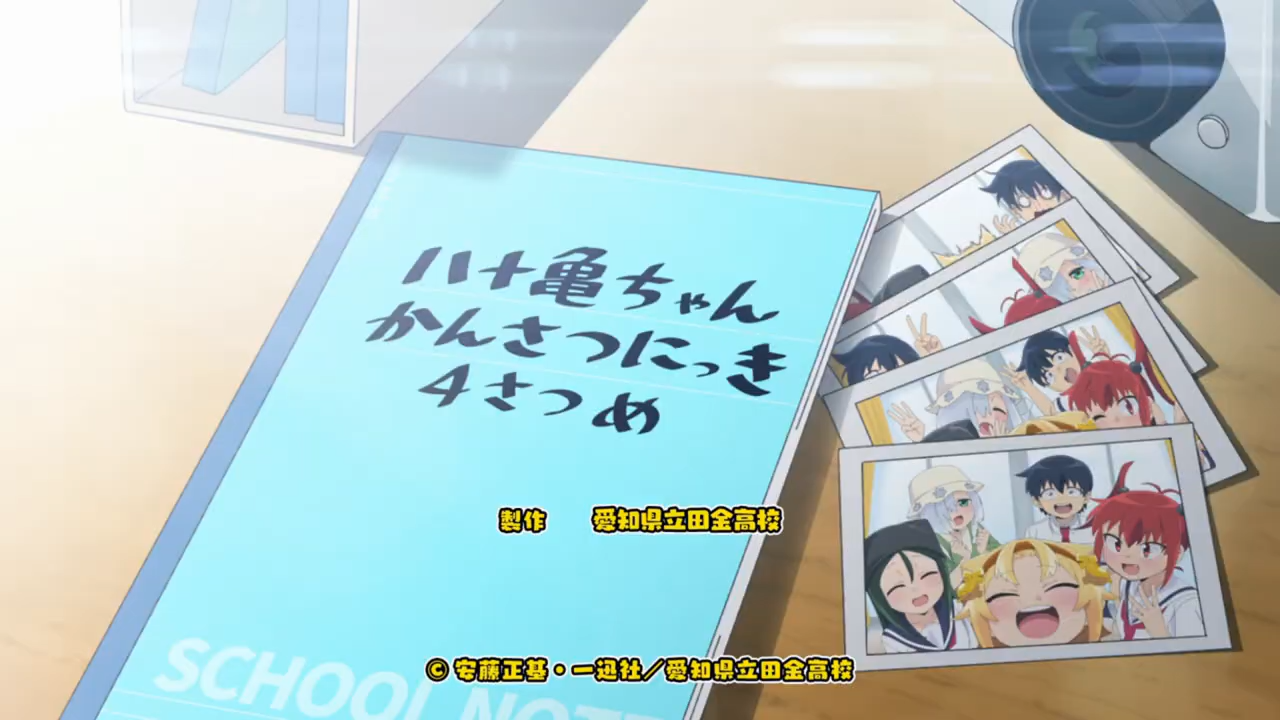 ハナ亀ちゃん
かんさつにっき
4さつめ
製作 愛知県立田金高校
SCHOOL NOTE
© 安藤正基・一迅社／愛知県立田金高校